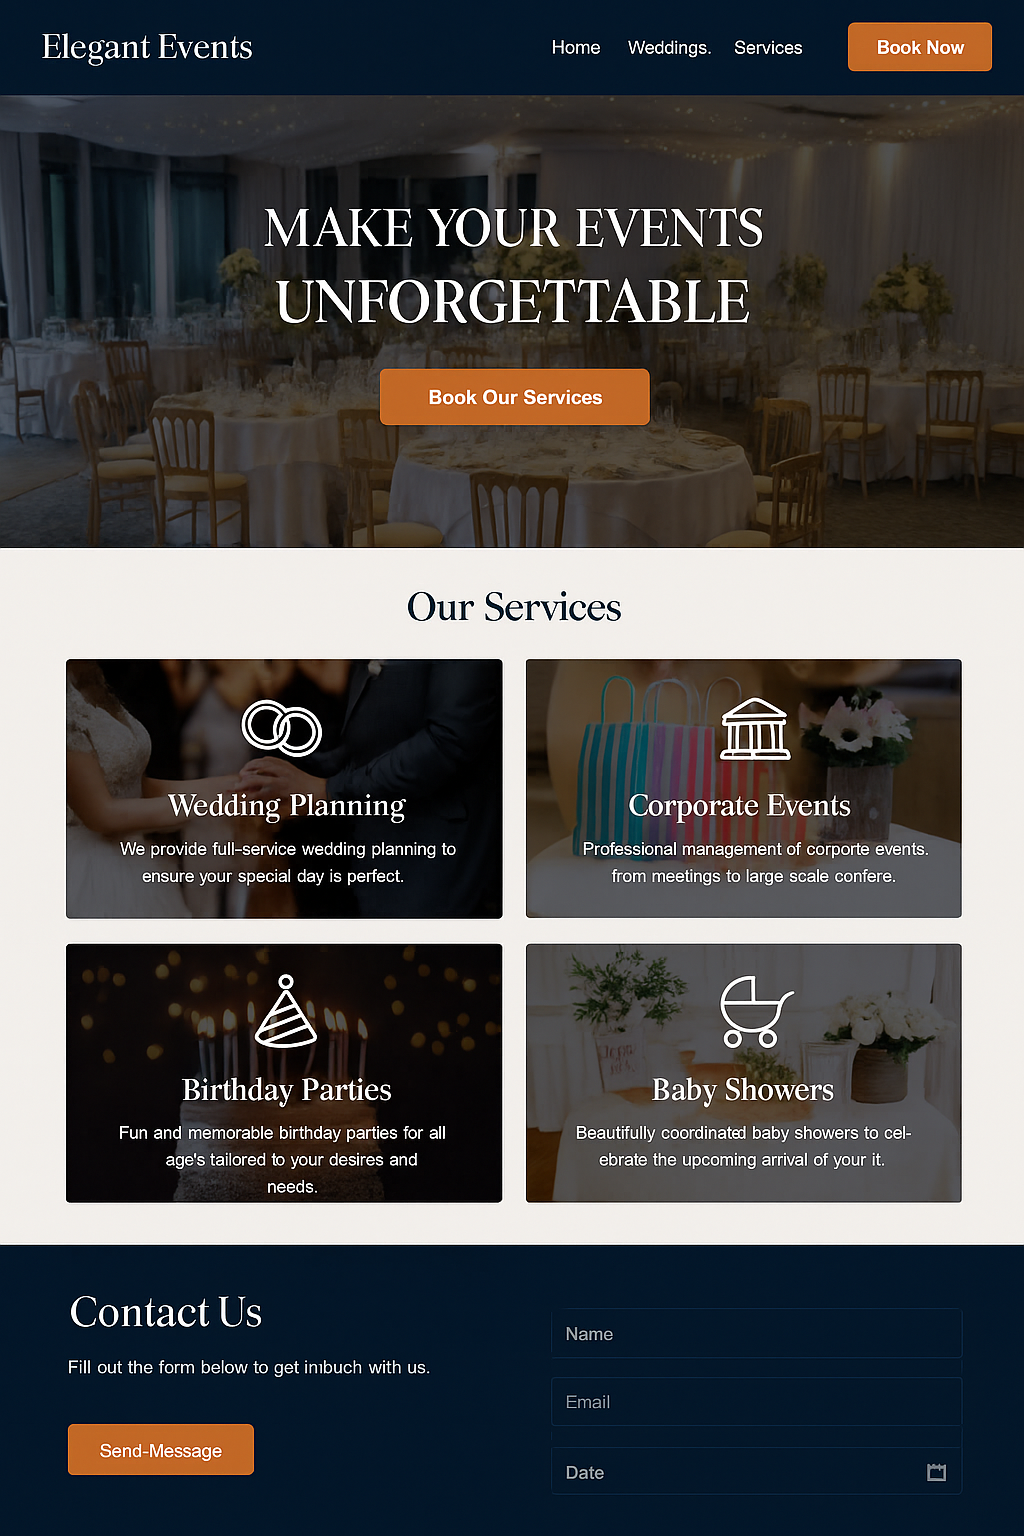 Elegant Events
Home
Weddings.
Services
Book Now
MAKE YOUR EVENTS
UNFORGETTABLE
Book Our Services
Our Services
Wedding Planning
We provide full-service wedding planning to
ensure your special day is perfect.
Corporate Events
Professional management of corporte events.
from meetings to large scale confere.
Birthday Parties
Fun and memorable birthday parties for all
age's tailored to your desires and
needs.
Baby Showers
Beautifully coordinated baby showers to cel-
ebrate the upcoming arrival of your it.
Contact Us
Fill out the form below to get inbuch with us.
Send-Message
Name
Email
Date